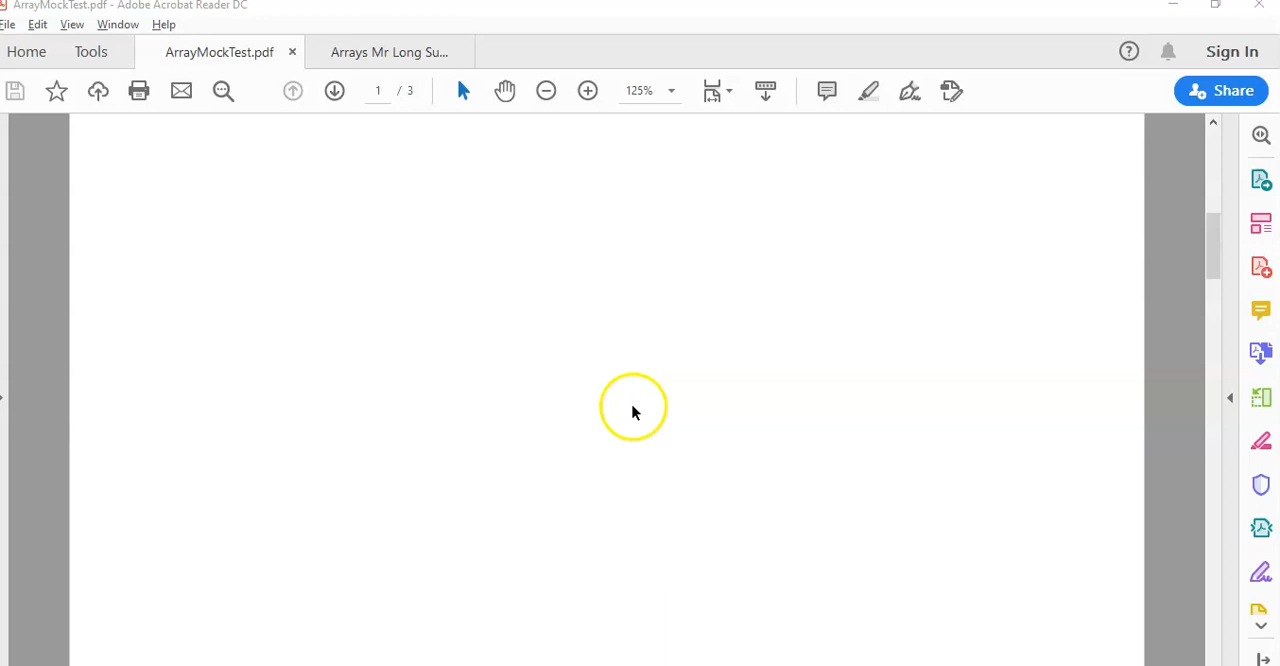 ArrayMockTest.pdf - Adobe Acrobat Reader DC
File Edit View Window Help
Home Tools ArrayMockTest.pdf × Arrays Mr Long Su... Sign In
1 / 3 125% Share